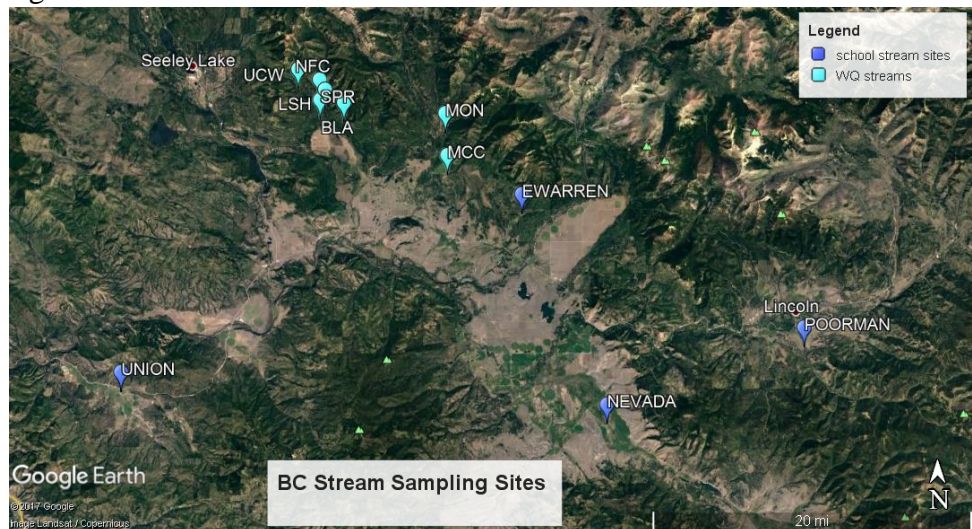 Legend
school stream sites
WQ streams
Seeley Lake
UCW
NFC
LSH
SPR
BLA
MON
MCC
EWARREN
Lincoln
POORMAN
UNION
NEVADA
Google Earth
© 2017 Google
Image Landsat / Copernicus
BC Stream Sampling Sites
N
20 mi